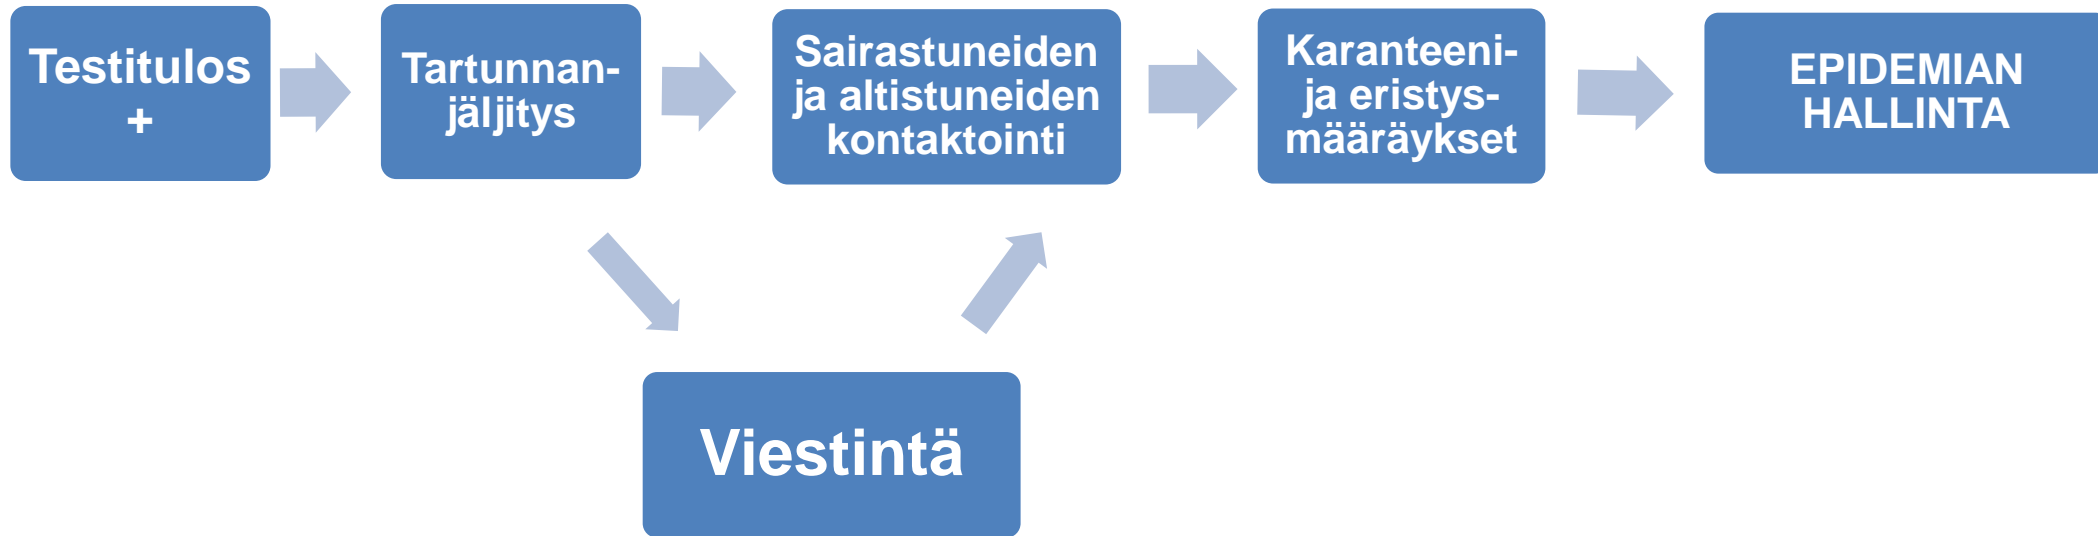 Testitulos
+
Tartunnan-
jäljitys
Sairastuneiden
ja altistuneiden
kontaktointi
Karanteeni-
ja eristys-
määräykset
EPIDEMIAN
HALLINTA
Viestintä